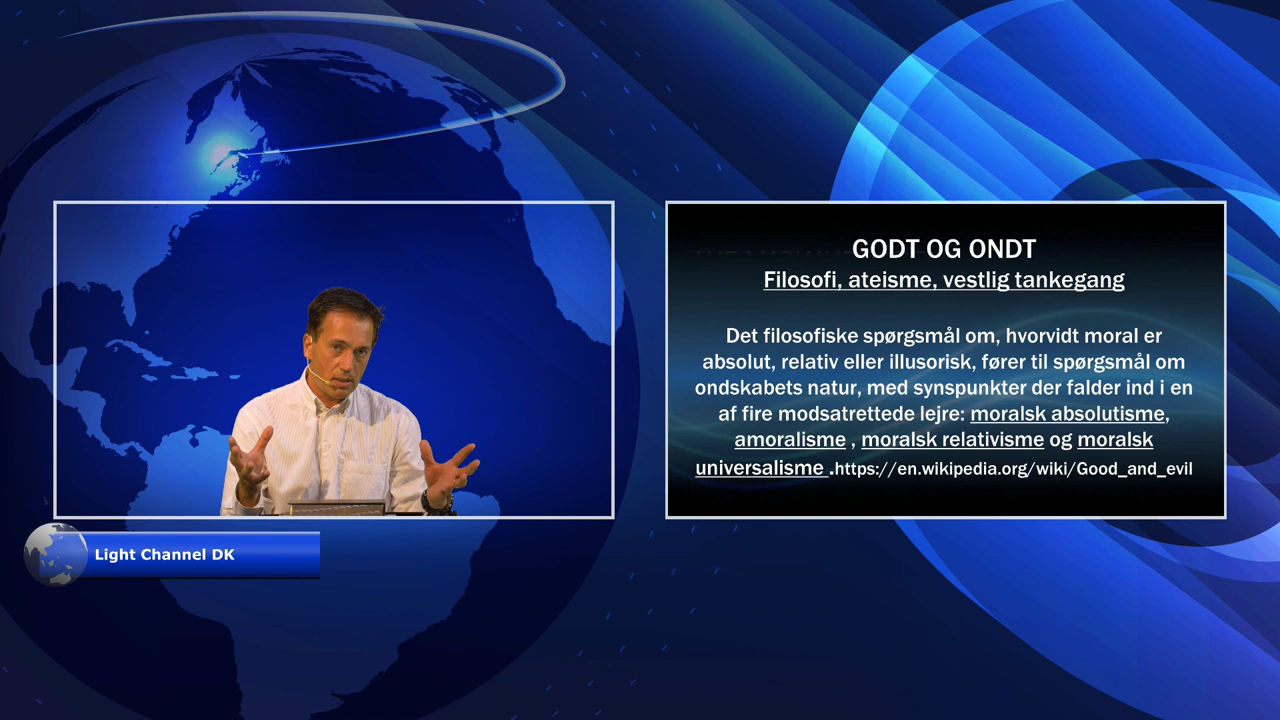 GODT OG ONDT
Filosofi, ateisme, vestlig tankegang
Det filosofiske spørgsmål om, hvorvidt moral er
absolut, relativ eller illusorisk, fører til spørgsmål om
ondskabets natur, med synspunkter der falder ind i en
af fire modsatrettede lejre: moralsk absolutisme,
amoralisme , moralsk relativisme og moralsk
universalisme .https://en.wikipedia.org/wiki/Good_and_evil
Light Channel DK